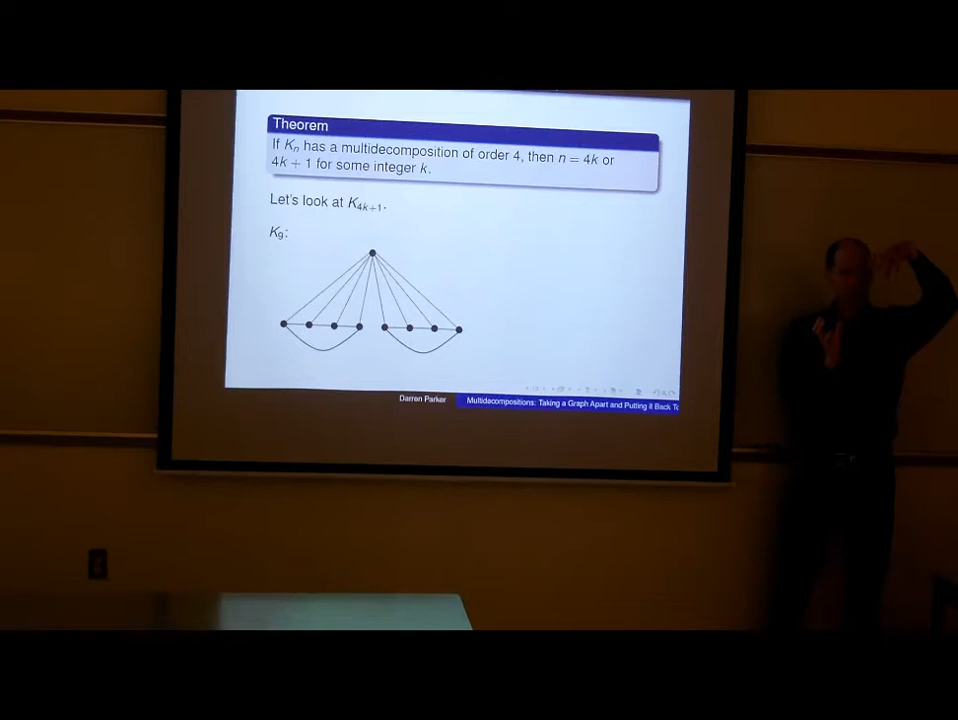 Theorem
If Kn has a multidecomposition of order 4, then n = 4k or
4k + 1 for some integer k.
Let's look at K4k+1.
K9:
Darren Parker
Multidecompositions: Taking a Graph Apart and Putting it Back